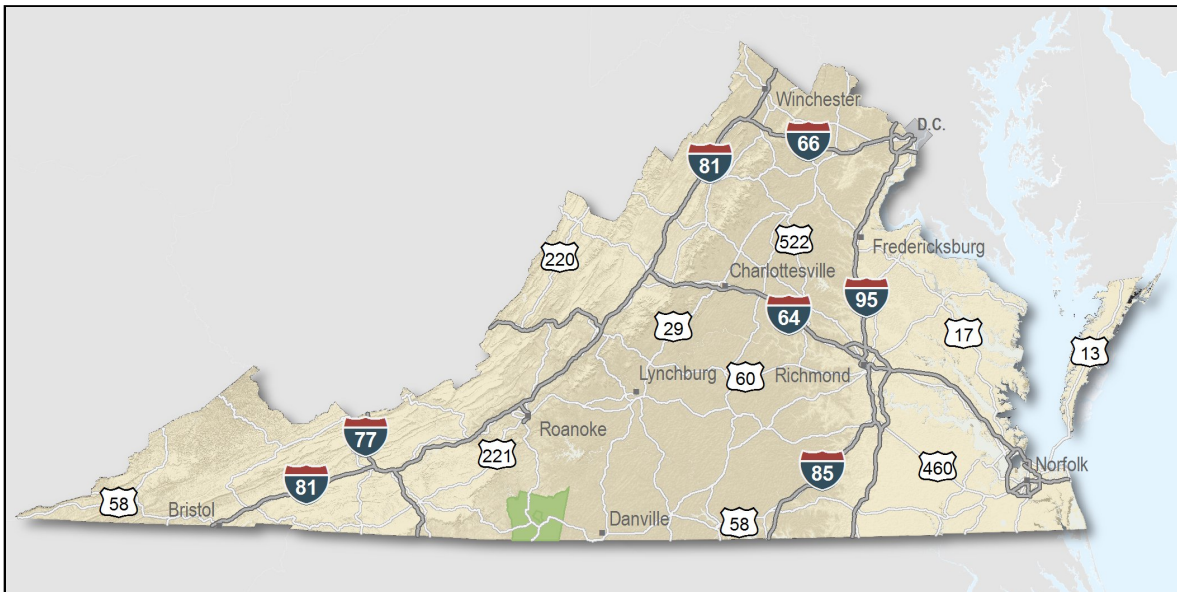 Winchester
D.C.
66
81
522
Fredericksburg
220
Charlottesville
95
64
29
17
13
Lynchburg
60
Richmond
77
Roanoke
221
85
460
Norfolk
81
58
Bristol
Danville
58